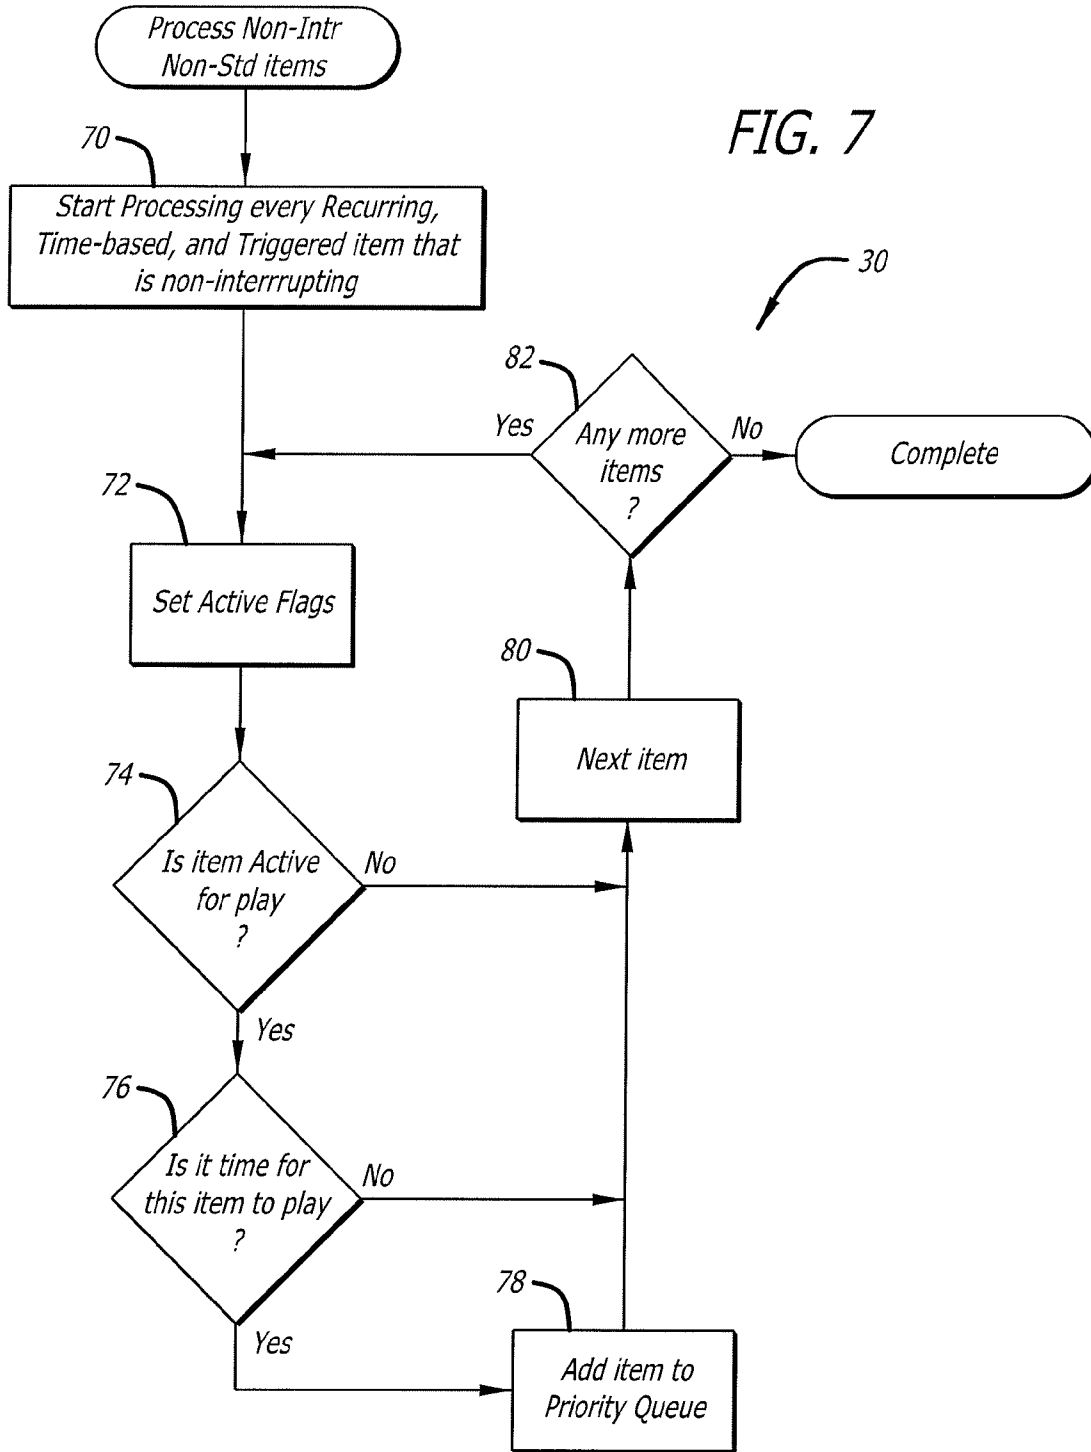 Process Non-Intr
Non-Std items
FIG. 7
70
Start Processing every Recurring,
Time-based, and Triggered item that
is non-interrrupting
30
82
Yes
Any more
items
?
No
Complete
72
Set Active Flags
80
Next item
74
Is item Active
for play
?
No
Yes
76
Is it time for
this item to play
?
No
Yes
78
Add item to
Priority Queue